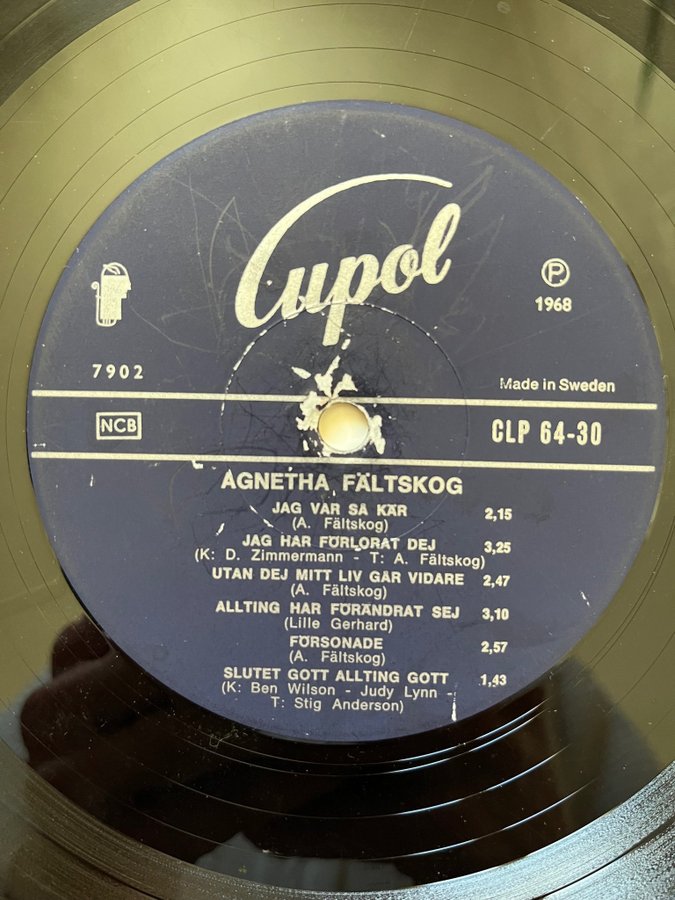 Cupol
Ⓟ
1968
7902
Made in Sweden
NCB
CLP 64-30
AGNETHA FÄLTSKOG
JAG VAR SÅ KÄR 2,15
(A. Fältskog)
JAG HAR FÖRLORAT DEJ 3,25
(K: D. Zimmermann - T: A. Fältskog)
UTAN DEJ MITT LIV GÅR VIDARE 2,47
(A. Fältskog)
ALLTING HAR FÖRÄNDRAT SEJ 3,10
(Lille Gerhard)
FÖRSONADE 2,57
(A. Fältskog)
SLUTET GOTT ALLTING GOTT 1,43
(K: Ben Wilson - Judy Lynn -
T: Stig Anderson)